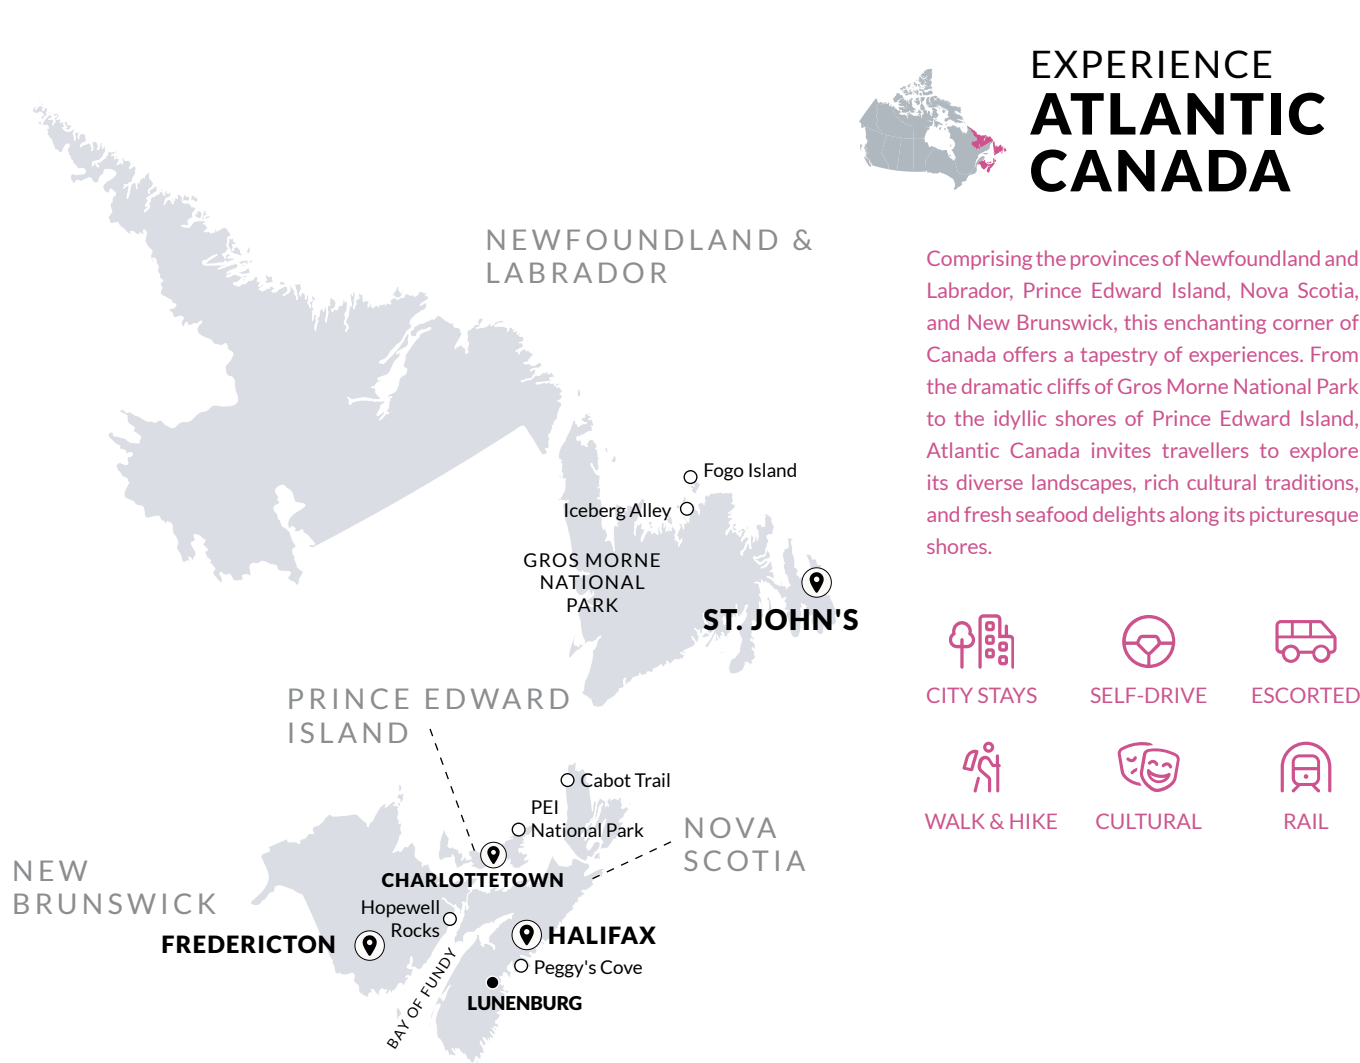 EXPERIENCE
ATLANTIC
CANADA
Comprising the provinces of Newfoundland and
Labrador, Prince Edward Island, Nova Scotia,
and New Brunswick, this enchanting corner of
Canada offers a tapestry of experiences. From
the dramatic cliffs of Gros Morne National Park
to the idyllic shores of Prince Edward Island,
Atlantic Canada invites travellers to explore
its diverse landscapes, rich cultural traditions,
and fresh seafood delights along its picturesque
shores.
CITY STAYS
SELF-DRIVE
ESCORTED
WALK & HIKE
CULTURAL
RAIL
NEWFOUNDLAND &
LABRADOR
Fogo Island
Iceberg Alley
GROS MORNE
NATIONAL
PARK
ST. JOHN'S
PRINCE EDWARD
ISLAND
Cabot Trail
PEI
National Park
NOVA
SCOTIA
CHARLOTTETOWN
NEW
BRUNSWICK
Hopewell
Rocks
FREDERICTON
HALIFAX
Peggy's Cove
BAY OF FUNDY
LUNENBURG